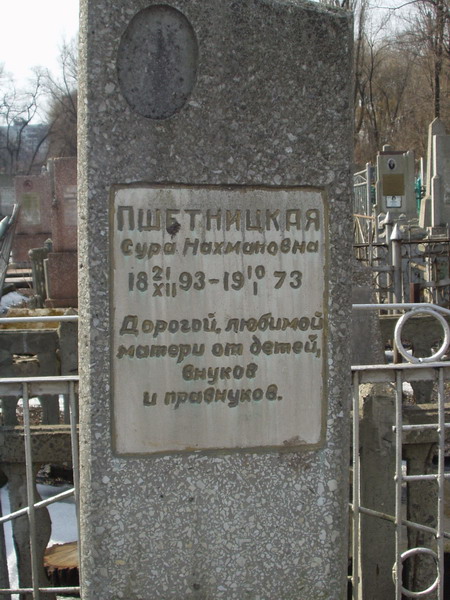 ПШЕТНИЦКАЯ
Сура Нахмановна
18 21/XII 93-19 10/I 73
Дорогой, любимой
матери от детей,
внуков
и правнуков.